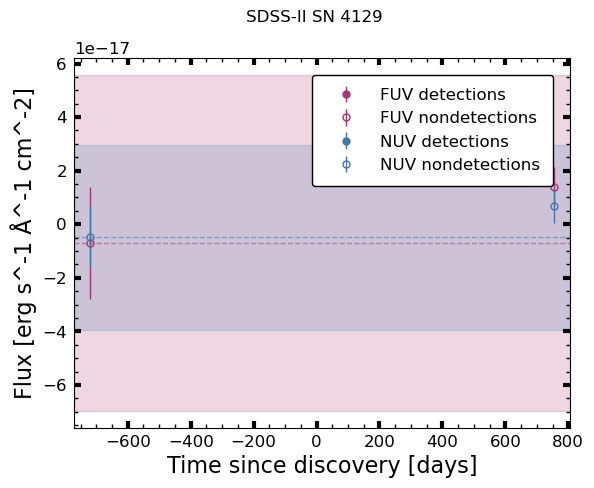 SDSS-II SN 4129
1e−17
6
4
2
0
−2
−4
−6
Flux [erg s^-1 Å^-1 cm^-2]
FUV detections
FUV nondetections
NUV detections
NUV nondetections
−600 −400 −200 0 200 400 600 800
Time since discovery [days]